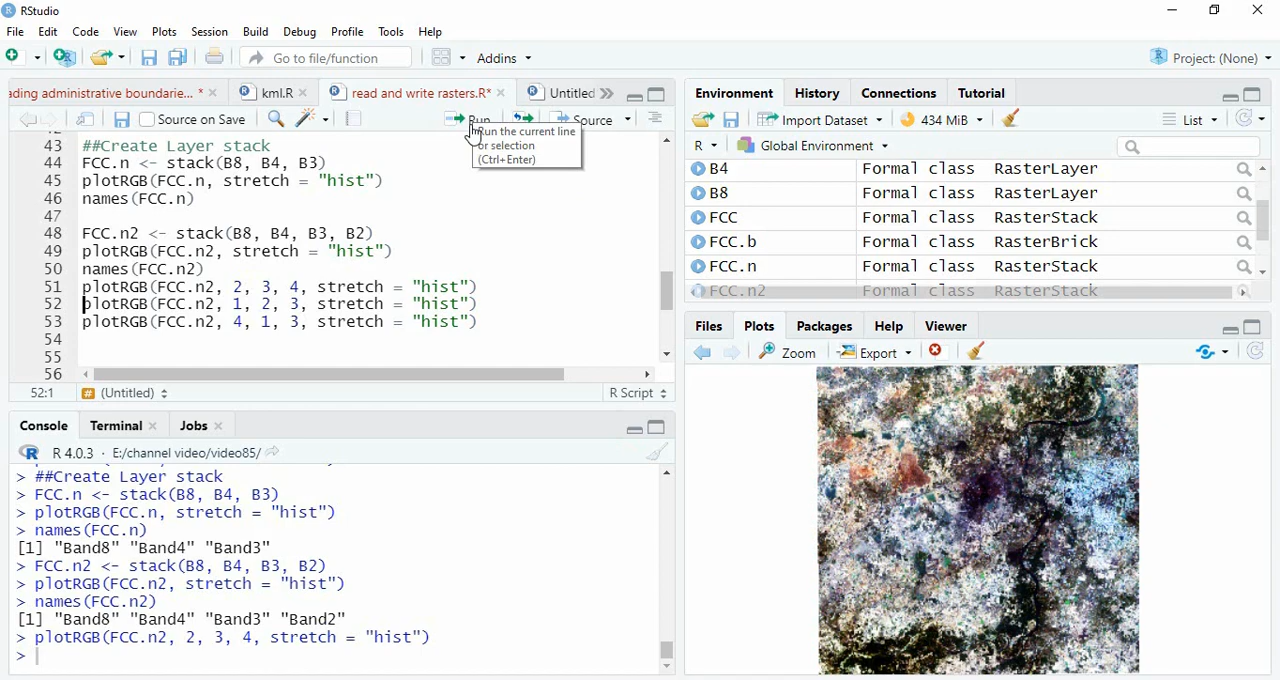 RStudio
File Edit Code View Plots Session Build Debug Profile Tools Help
Go to file/function Addins Project: (None)
ading administrative boundarie... * kml.R read and write rasters.R* Untitled
Source on Save Run Source
Run the current line
or selection
(Ctrl+Enter)
43 ##Create Layer stack
44 FCC.n <- stack(B8, B4, B3)
45 plotRGB(FCC.n, stretch = "hist")
46 names(FCC.n)
47
48 FCC.n2 <- stack(B8, B4, B3, B2)
49 plotRGB(FCC.n2, stretch = "hist")
50 names(FCC.n2)
51 plotRGB(FCC.n2, 2, 3, 4, stretch = "hist")
52 plotRGB(FCC.n2, 1, 2, 3, stretch = "hist")
53 plotRGB(FCC.n2, 4, 1, 3, stretch = "hist")
54
55
56
52:1 # (Untitled) R Script
Console Terminal Jobs
R 4.0.3 · E:/channel video/video85/
> ##Create Layer stack
> FCC.n <- stack(B8, B4, B3)
> plotRGB(FCC.n, stretch = "hist")
> names(FCC.n)
[1] "Band8" "Band4" "Band3"
> FCC.n2 <- stack(B8, B4, B3, B2)
> plotRGB(FCC.n2, stretch = "hist")
> names(FCC.n2)
[1] "Band8" "Band4" "Band3" "Band2"
> plotRGB(FCC.n2, 2, 3, 4, stretch = "hist")
>
Environment History Connections Tutorial
Import Dataset 434 MiB List
R Global Environment
B4 Formal class RasterLayer
B8 Formal class RasterLayer
FCC Formal class RasterStack
FCC.b Formal class RasterBrick
FCC.n Formal class RasterStack
FCC.n2 Formal class RasterStack
Files Plots Packages Help Viewer
Zoom Export